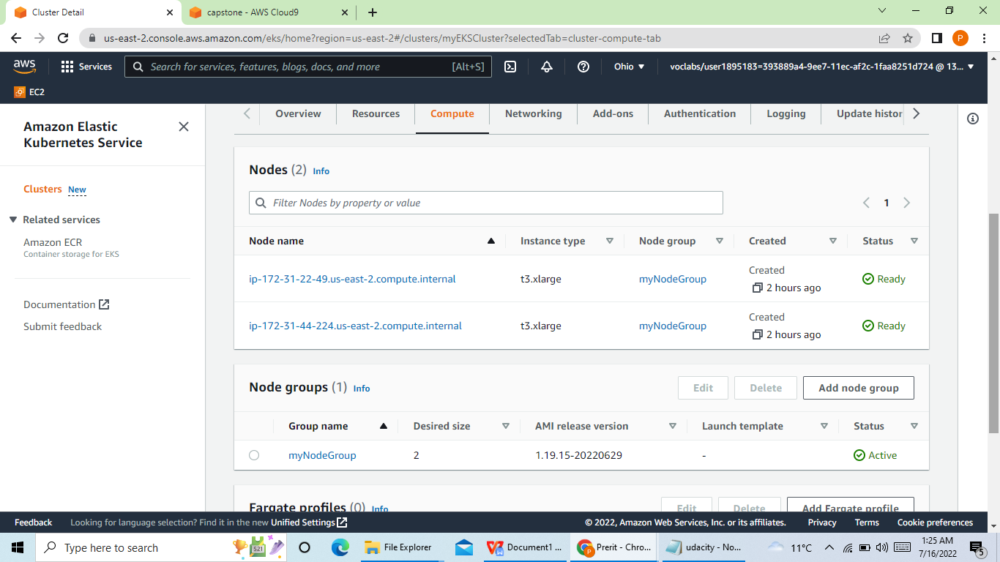 Cluster Detail
capstone - AWS Cloud9
us-east-2.console.aws.amazon.com/eks/home?region=us-east-2#/clusters/myEKSCluster?selectedTab=cluster-compute-tab
P
aws
Services
Search for services, features, blogs, docs, and more
[Alt+S]
Ohio
voclabs/user1895183=393889a4-9ee7-11ec-af2c-1faa8251d724 @ 13...
EC2
Amazon Elastic
Kubernetes Service
Clusters New
Related services
Amazon ECR
Container storage for EKS
Documentation
Submit feedback
Overview Resources Compute Networking Add-ons Authentication Logging Update histor
Nodes (2) Info
Filter Nodes by property or value
1
Node name Instance type Node group Created Status
ip-172-31-22-49.us-east-2.compute.internal t3.xlarge myNodeGroup Created 2 hours ago Ready
ip-172-31-44-224.us-east-2.compute.internal t3.xlarge myNodeGroup Created 2 hours ago Ready
Node groups (1) Info
Edit Delete Add node group
Group name Desired size AMI release version Launch template Status
myNodeGroup 2 1.19.15-20220629 - Active
Fargate profiles (0) Info
Edit Delete Add Fargate profile
Feedback Looking for language selection? Find it in the new Unified Settings
© 2022, Amazon Web Services, Inc. or its affiliates. Privacy Terms Cookie preferences
Type here to search
521
File Explorer
Document1 ...
Prerit - Chro...
udacity - No...
11°C
1:25 AM
7/16/2022
5